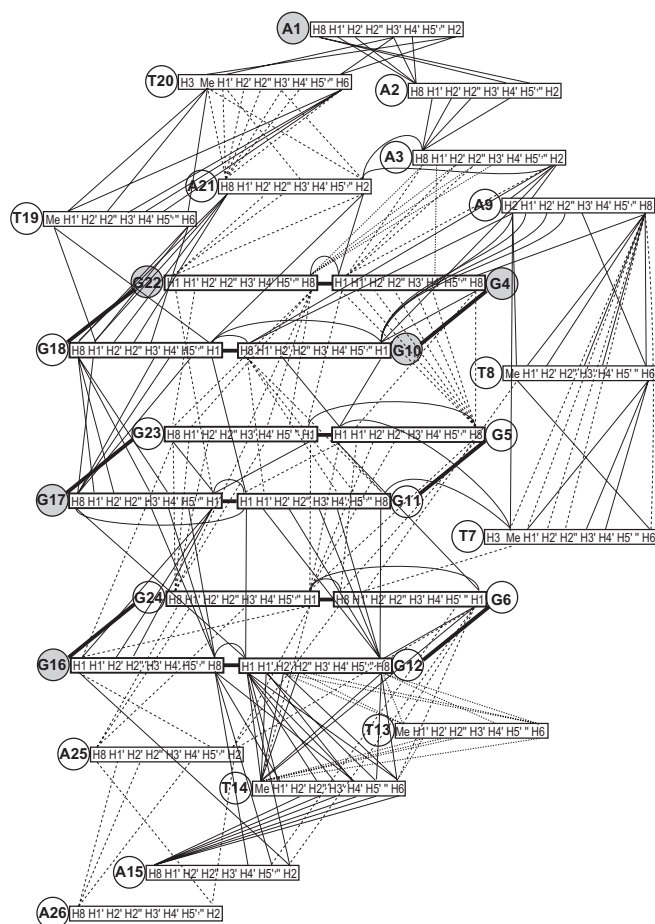 A1 H8 H1' H2' H2" H3' H4' H5'·" H2
T20 H3 Me H1' H2' H2" H3' H4' H5'·" H6
A2 H8 H1' H2' H2" H3' H4' H5'·" H2
A3 H8 H1' H2' H2" H3' H4' H5'·" H2
A21 H8 H1' H2' H2" H3' H4' H5'·" H2
A9 H2 H1' H2' H2" H3' H4' H5'·" H8
T19 Me H1' H2' H2" H3' H4' H5'·" H6
G22 H1 H1' H2' H2" H3' H4' H5'·" H8 H1 H1' H2' H2" H3' H4' H5'·" H8 G4
G18 H8 H1' H2' H2" H3' H4' H5'·" H1 H8 H1' H2' H2" H3' H4' H5'·" H1 G10
T8 Me H1' H2' H2" H3' H4' H5' " H6
G23 H8 H1' H2' H2" H3' H4' H5' " H1 H1 H1' H2' H2" H3' H4' H5'·" H8 G5
G17 H8 H1' H2' H2" H3' H4' H5'·" H1 H1 H1' H2' H2" H3' H4' H5'·" H8 G11
T7 H3 Me H1' H2' H2" H3' H4' H5' " H6
G24 H8 H1' H2' H2" H3' H4' H5'·" H1 H8 H1' H2' H2" H3' H4' H5' " H1 G6
G16 H1 H1' H2' H2" H3' H4' H5'·" H8 H1 H1' H2' H2" H3' H4' H5'·" H8 G12
T13 Me H1' H2' H2" H3' H4' H5' " H6
A25 H8 H1' H2' H2" H3' H4' H5'·" H2
T14 Me H1' H2' H2" H3' H4' H5' " H6
A15 H8 H1' H2' H2' H3' H4' H5'·" H2
A26 H8 H1' H2' H2" H3' H4' H5'·" H2